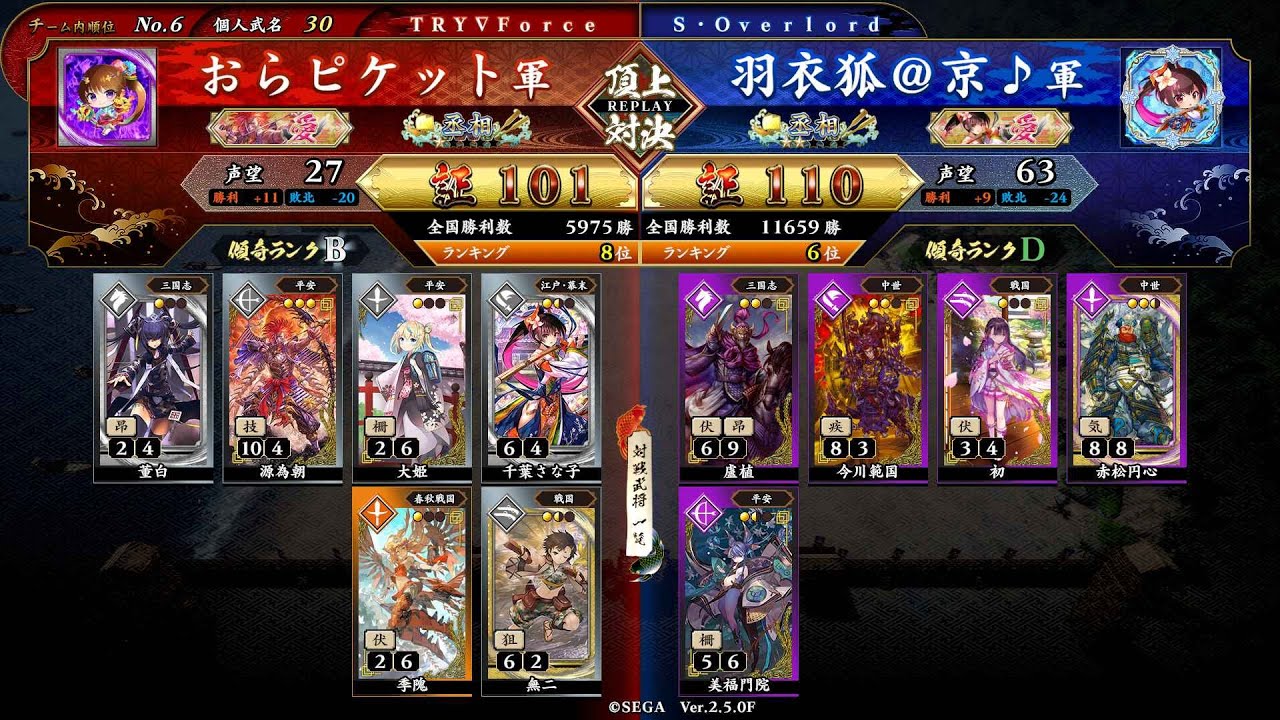 チーム内順位 No.6 個人武名 30 TRY∇Force
S・Overlord
おらピケット軍
頂上
REPLAY
対決
羽衣狐@京♪軍
愛 丞相
丞相 愛
声望 27
勝利 +11 敗北 -20
証 101
証 110
声望 63
勝利 +9 敗北 -24
全国勝利数 5975勝
全国勝利数 11659勝
ランキング 8位
ランキング 6位
傾奇ランクB
傾奇ランクD
三国志
昂
2 4
董白
平安
技
10 4
源為朝
平安
柵
2 6
大姫
江戸・幕末
6 4
千葉さな子
三国志
伏 昂
6 9
盧植
中世
疾
8 3
今川範国
戦国
伏
3 4
初
中世
気
8 8
赤松円心
対戦武将一覧
春秋戦国
伏
2 6
季隗
戦国
狙
6 2
無二
平安
柵
5 6
美福門院
©SEGA Ver.2.5.0F